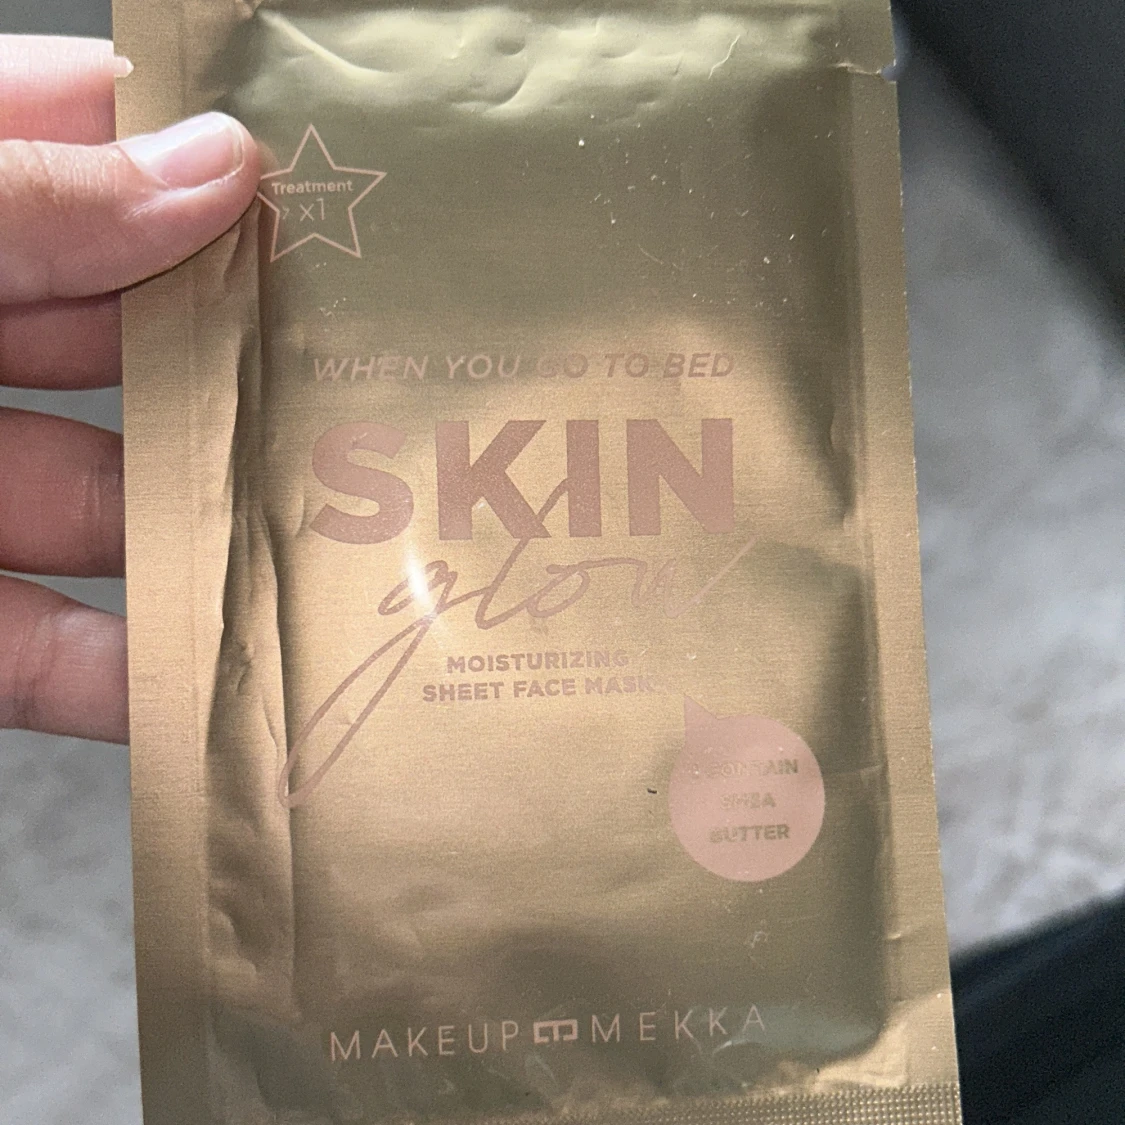 Treatment
x1
WHEN YOU GO TO BED
SKIN
glow
MOISTURIZING
SHEET FACE MASK
CONTAIN
SHEA
BUTTER
MAKEUP MEKKA